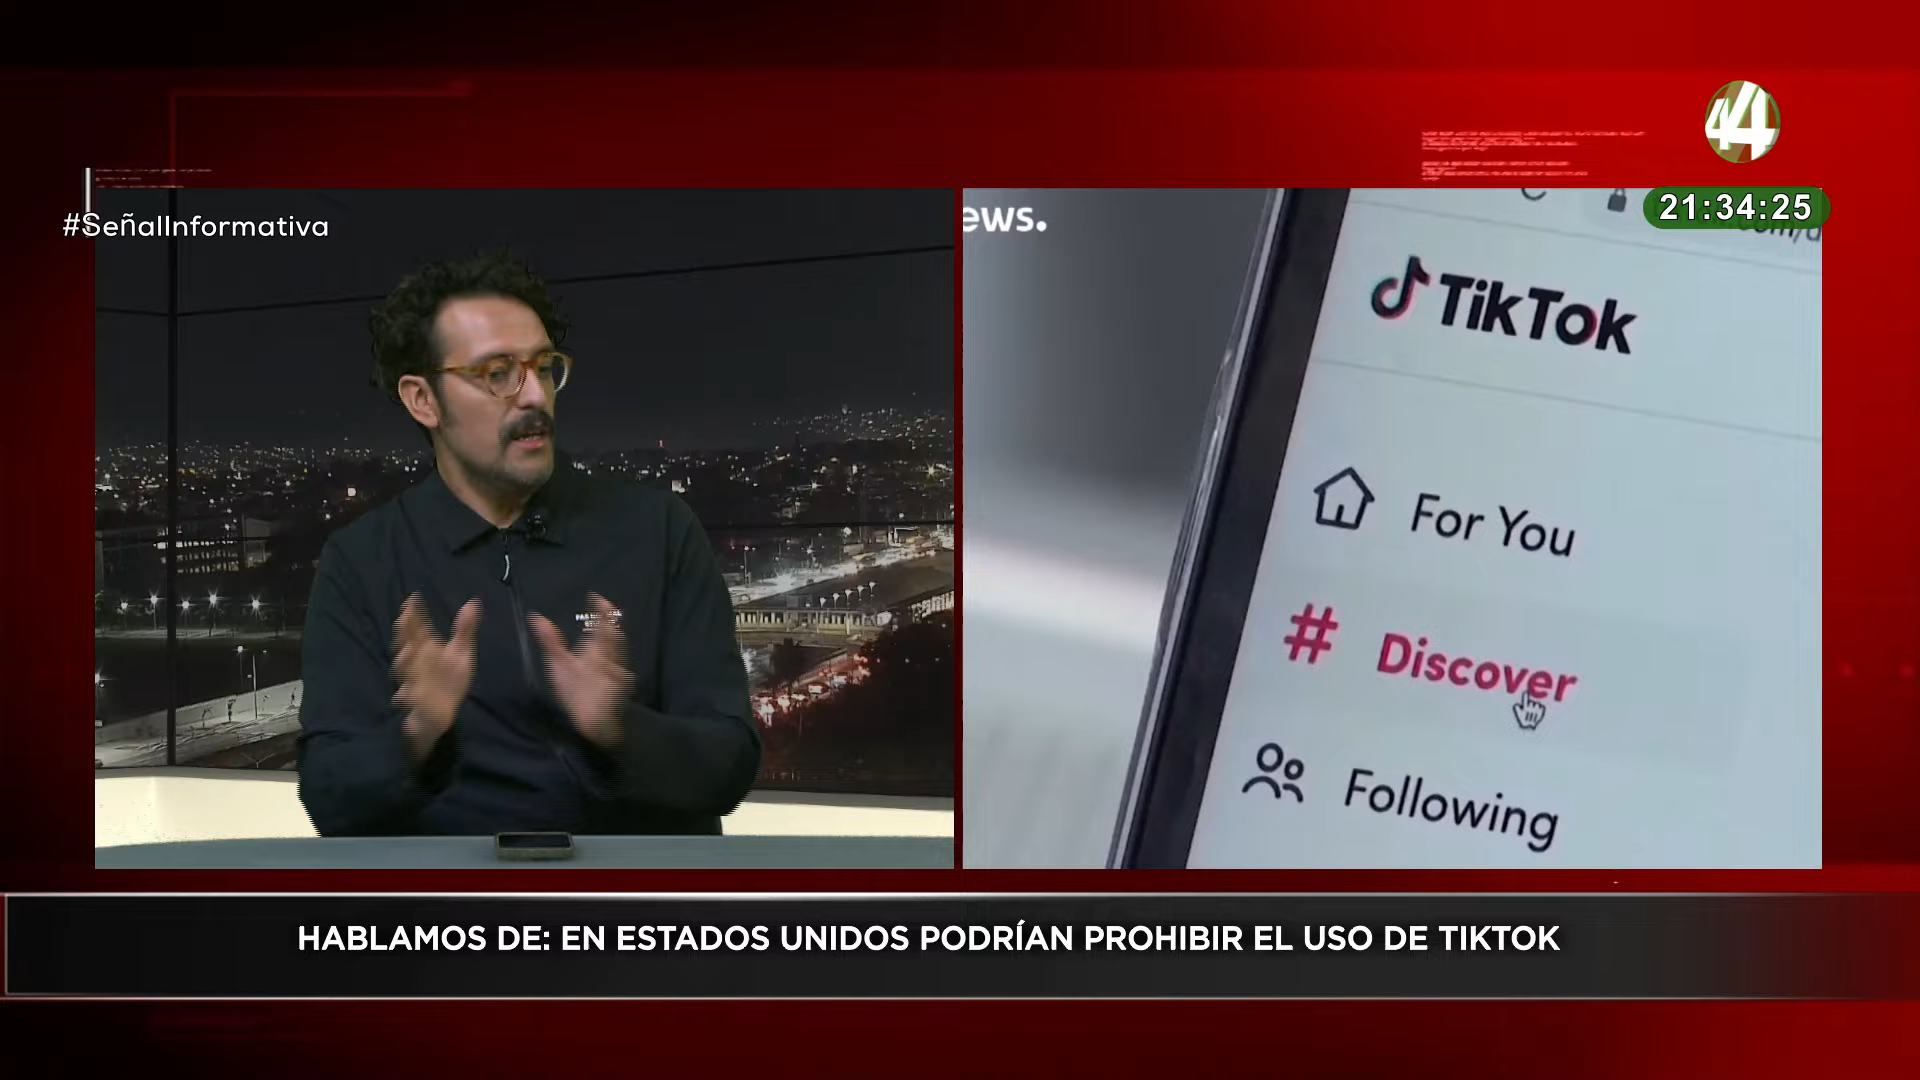 44
21:34:25
#SeñalInformativa
ews.
TikTok
For You
# Discover
Following
HABLAMOS DE: EN ESTADOS UNIDOS PODRÍAN PROHIBIR EL USO DE TIKTOK